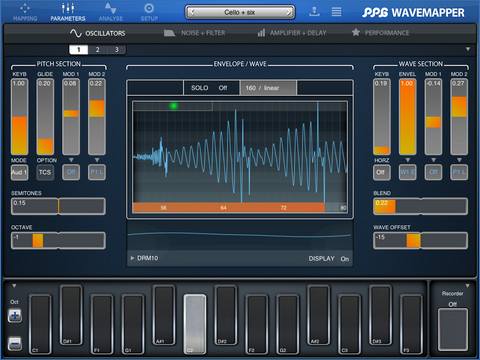 MAPPING PARAMETERS ANALYSE SETUP
Cello + six
PPG WAVEMAPPER
OSCILLATORS NOISE + FILTER AMPLIFIER + DELAY PERFORMANCE
1 2 3
PITCH SECTION
KEYB GLIDE MOD 1 MOD 2
1.00 0.20 0.06 0.22
MODE OPTION
Aud 1 TCS Off P1 L
SEMITONES
0.15
OCTAVE
-1
ENVELOPE / WAVE
SOLO Off 160 / linear
56 64 72 80
DRM10 DISPLAY On
WAVE SECTION
KEYB ENVEL MOD 1 MOD 2
0.19 1.00 -0.14 0.27
HORZ
Off W1 E Off P1 L
BLEND
0.22
WAVE OFFSET
-15
Oct
C1 D#1 F1 G1 A#1 C2 D#2 F2 G2 A#2 C3 D#3 F3
Recorder
Off